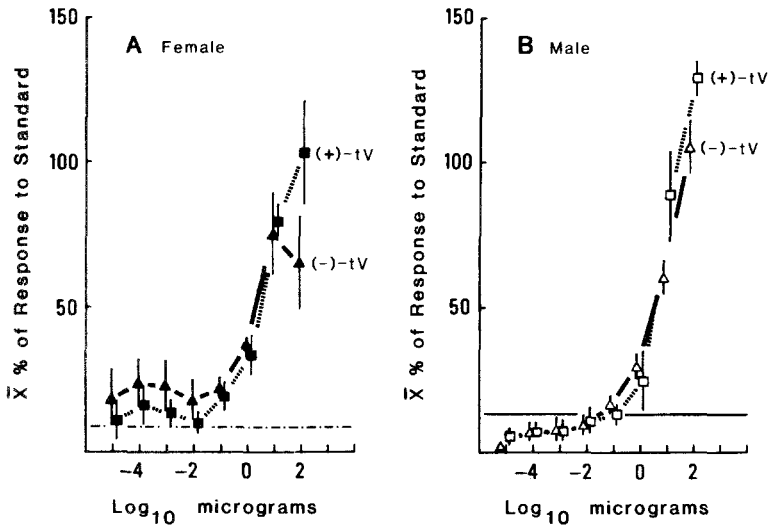 A Female
X̄ % of Response to Standard
150
100
50
(+)-tV
(-)-tV
-4
-2
0
2
Log10 micrograms
B Male
X̄ % of Response to Standard
150
100
50
(+)-tV
(-)-tV
-4
-2
0
2
Log10 micrograms